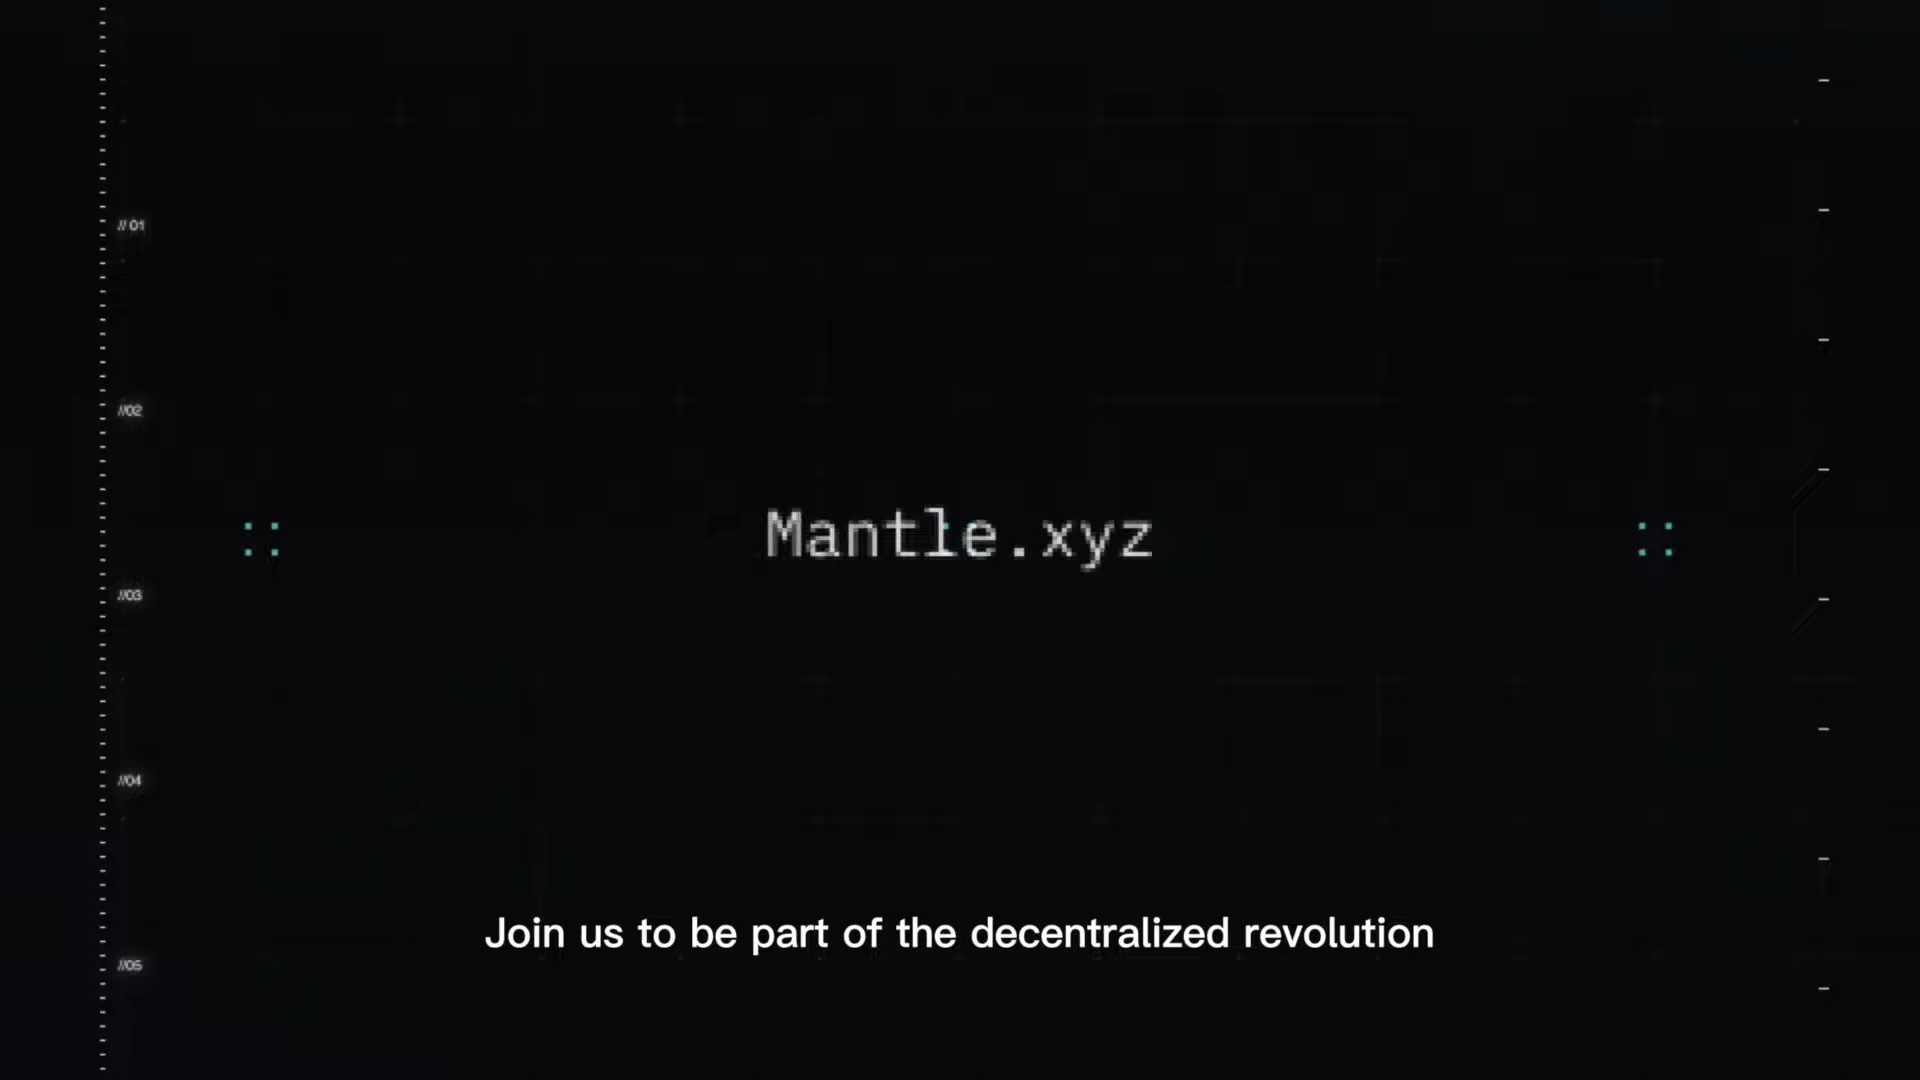 // 01
//02
Mantle.xyz
//03
//04
Join us to be part of the decentralized revolution
//05